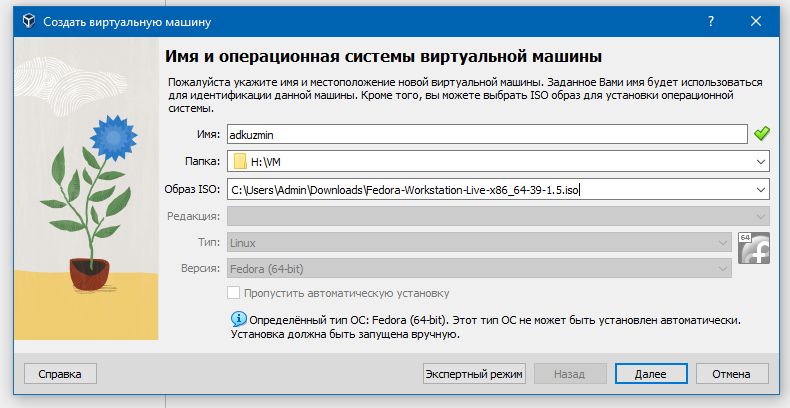 Создать виртуальную машину
?
Имя и операционная системы виртуальной машины
Пожалуйста укажите имя и местоположение новой виртуальной машины. Заданное Вами имя будет использоваться
для идентификации данной машины. Кроме того, вы можете выбрать ISO образ для установки операционной
системы.
Имя: adkuzmin
Папка: H:\VM
Образ ISO: C:\Users\Admin\Downloads\Fedora-Workstation-Live-x86_64-39-1.5.iso
Редакция:
Тип: Linux
64
Версия: Fedora (64-bit)
Пропустить автоматическую установку
Определённый тип ОС: Fedora (64-bit). Этот тип ОС не может быть установлен автоматически.
Установка должна быть запущена вручную.
Справка Экспертный режим Назад Далее Отмена